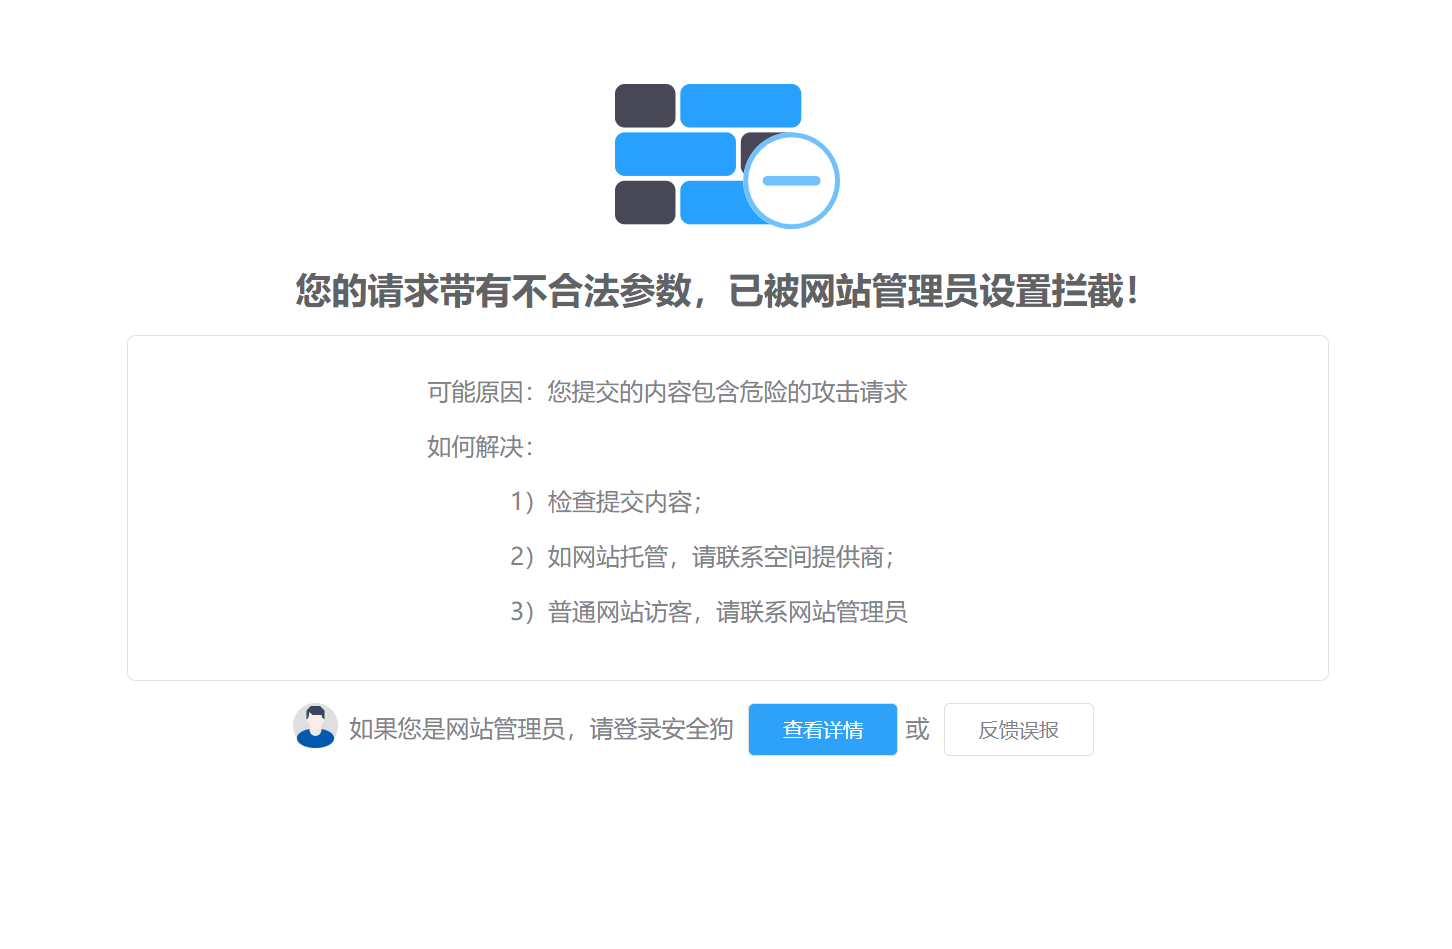 您的请求带有不合法参数，已被网站管理员设置拦截！
可能原因：您提交的内容包含危险的攻击请求
如何解决：
1）检查提交内容；
2）如网站托管，请联系空间提供商；
3）普通网站访客，请联系网站管理员
如果您是网站管理员，请登录安全狗 查看详情 或 反馈误报